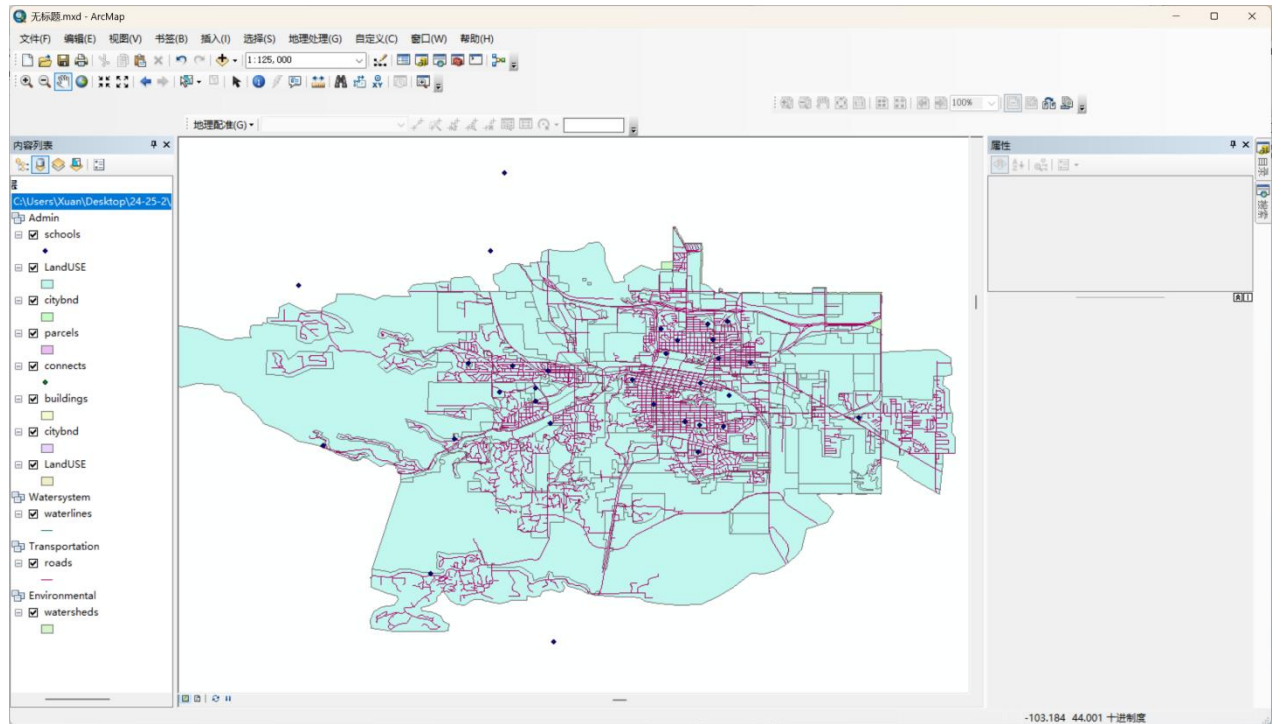 无标题.mxd - ArcMap
文件(F) 编辑(E) 视图(V) 书签(B) 插入(I) 选择(S) 地理处理(G) 自定义(C) 窗口(W) 帮助(H)
1:125,000
100%
地理配准(G)
内容列表
属性
目录
C:\Users\Xuan\Desktop\24-25-2\
Admin
schools
LandUSE
citybnd
parcels
connects
buildings
citybnd
LandUSE
Watersystem
waterlines
Transportation
roads
Environmental
watersheds
-103.184 44.001 十进制度